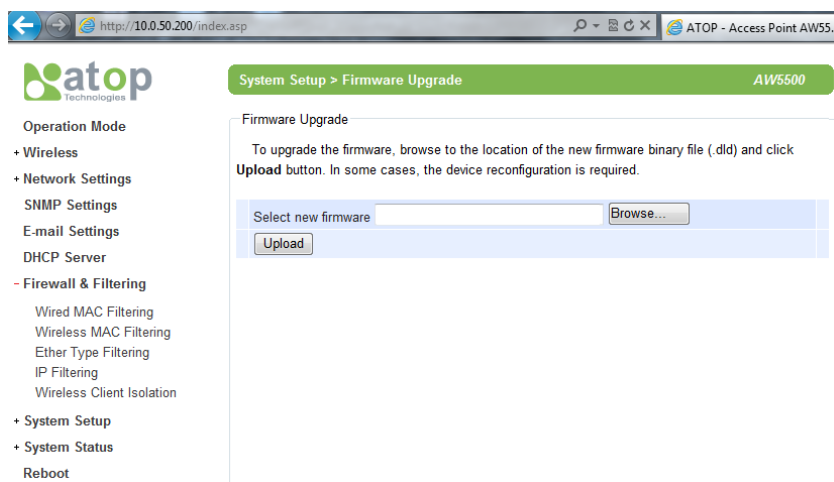 http://10.0.50.200/index.asp
ATOP - Access Point AW55.
atop
Technologies
System Setup > Firmware Upgrade AW5500
Operation Mode
+ Wireless
+ Network Settings
SNMP Settings
E-mail Settings
DHCP Server
- Firewall & Filtering
Wired MAC Filtering
Wireless MAC Filtering
Ether Type Filtering
IP Filtering
Wireless Client Isolation
+ System Setup
+ System Status
Reboot
Firmware Upgrade
To upgrade the firmware, browse to the location of the new firmware binary file (.dld) and click
Upload button. In some cases, the device reconfiguration is required.
Select new firmware Browse...
Upload